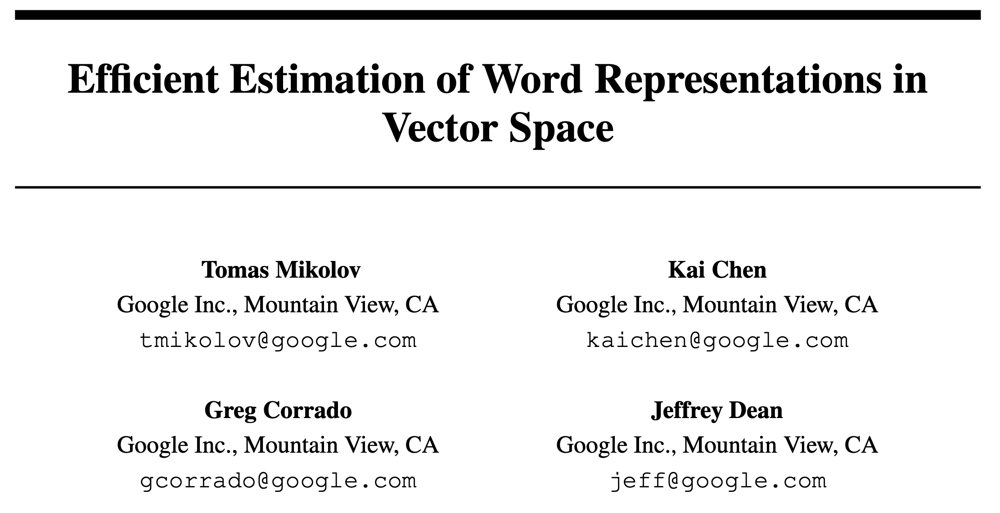 Efficient Estimation of Word Representations in
Vector Space
Tomas Mikolov
Google Inc., Mountain View, CA
tmikolov@google.com
Kai Chen
Google Inc., Mountain View, CA
kaichen@google.com
Greg Corrado
Google Inc., Mountain View, CA
gcorrado@google.com
Jeffrey Dean
Google Inc., Mountain View, CA
jeff@google.com